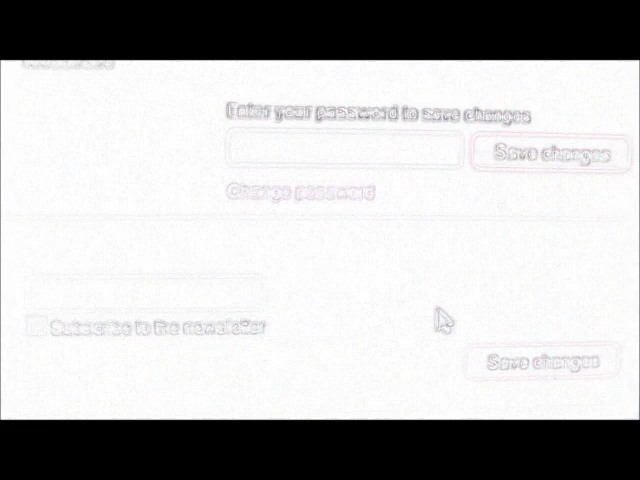 Enter your password to save changes
Save changes
Change password
Subscribe to the newsletter
Save changes